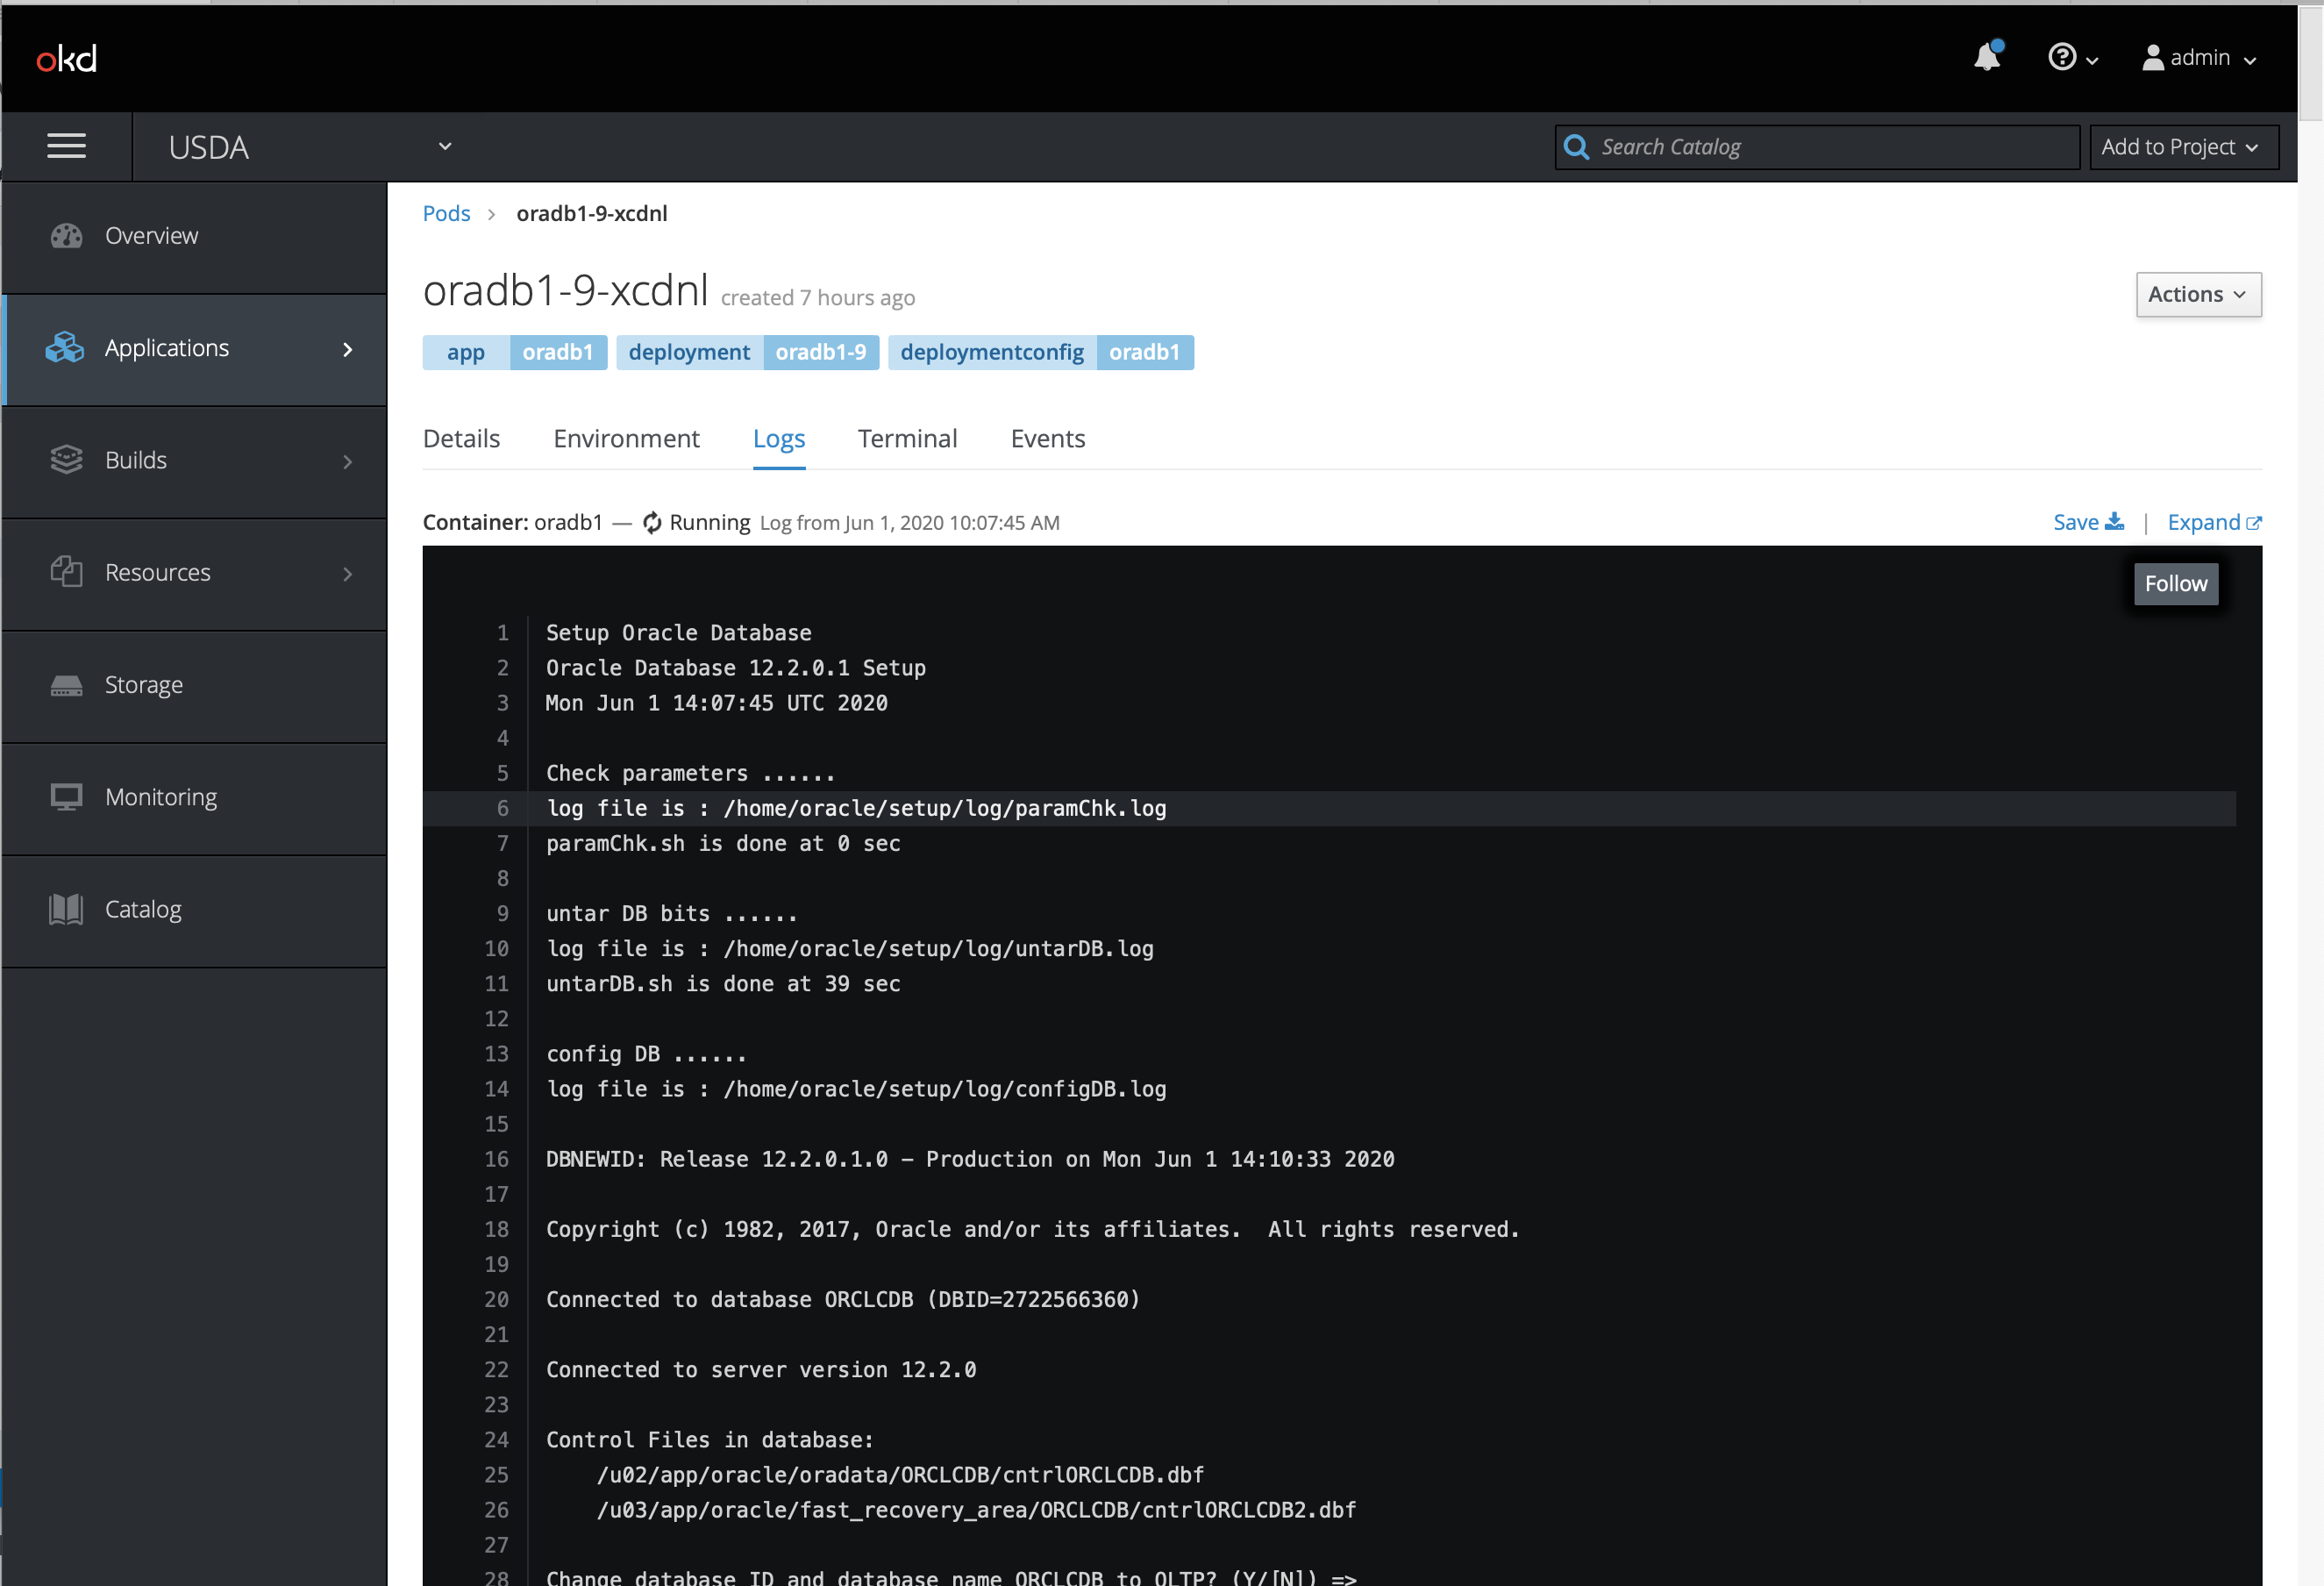 okd
admin
USDA
Search Catalog
Add to Project
Overview
Applications
Builds
Resources
Storage
Monitoring
Catalog
Pods > oradb1-9-xcdnl
oradb1-9-xcdnl created 7 hours ago
Actions
app oradb1 deployment oradb1-9 deploymentconfig oradb1
Details Environment Logs Terminal Events
Container: oradb1 — Running Log from Jun 1, 2020 10:07:45 AM
Save | Expand
Follow
1 Setup Oracle Database
2 Oracle Database 12.2.0.1 Setup
3 Mon Jun 1 14:07:45 UTC 2020
4
5 Check parameters ......
6 log file is : /home/oracle/setup/log/paramChk.log
7 paramChk.sh is done at 0 sec
8
9 untar DB bits ......
10 log file is : /home/oracle/setup/log/untarDB.log
11 untarDB.sh is done at 39 sec
12
13 config DB ......
14 log file is : /home/oracle/setup/log/configDB.log
15
16 DBNEWID: Release 12.2.0.1.0 – Production on Mon Jun 1 14:10:33 2020
17
18 Copyright (c) 1982, 2017, Oracle and/or its affiliates.  All rights reserved.
19
20 Connected to database ORCLCDB (DBID=2722566360)
21
22 Connected to server version 12.2.0
23
24 Control Files in database:
25     /u02/app/oracle/oradata/ORCLCDB/cntrlORCLCDB.dbf
26     /u03/app/oracle/fast_recovery_area/ORCLCDB/cntrlORCLCDB2.dbf
27
28 Change database ID and database name ORCLCDB to OLTP? (Y/[N]) =>